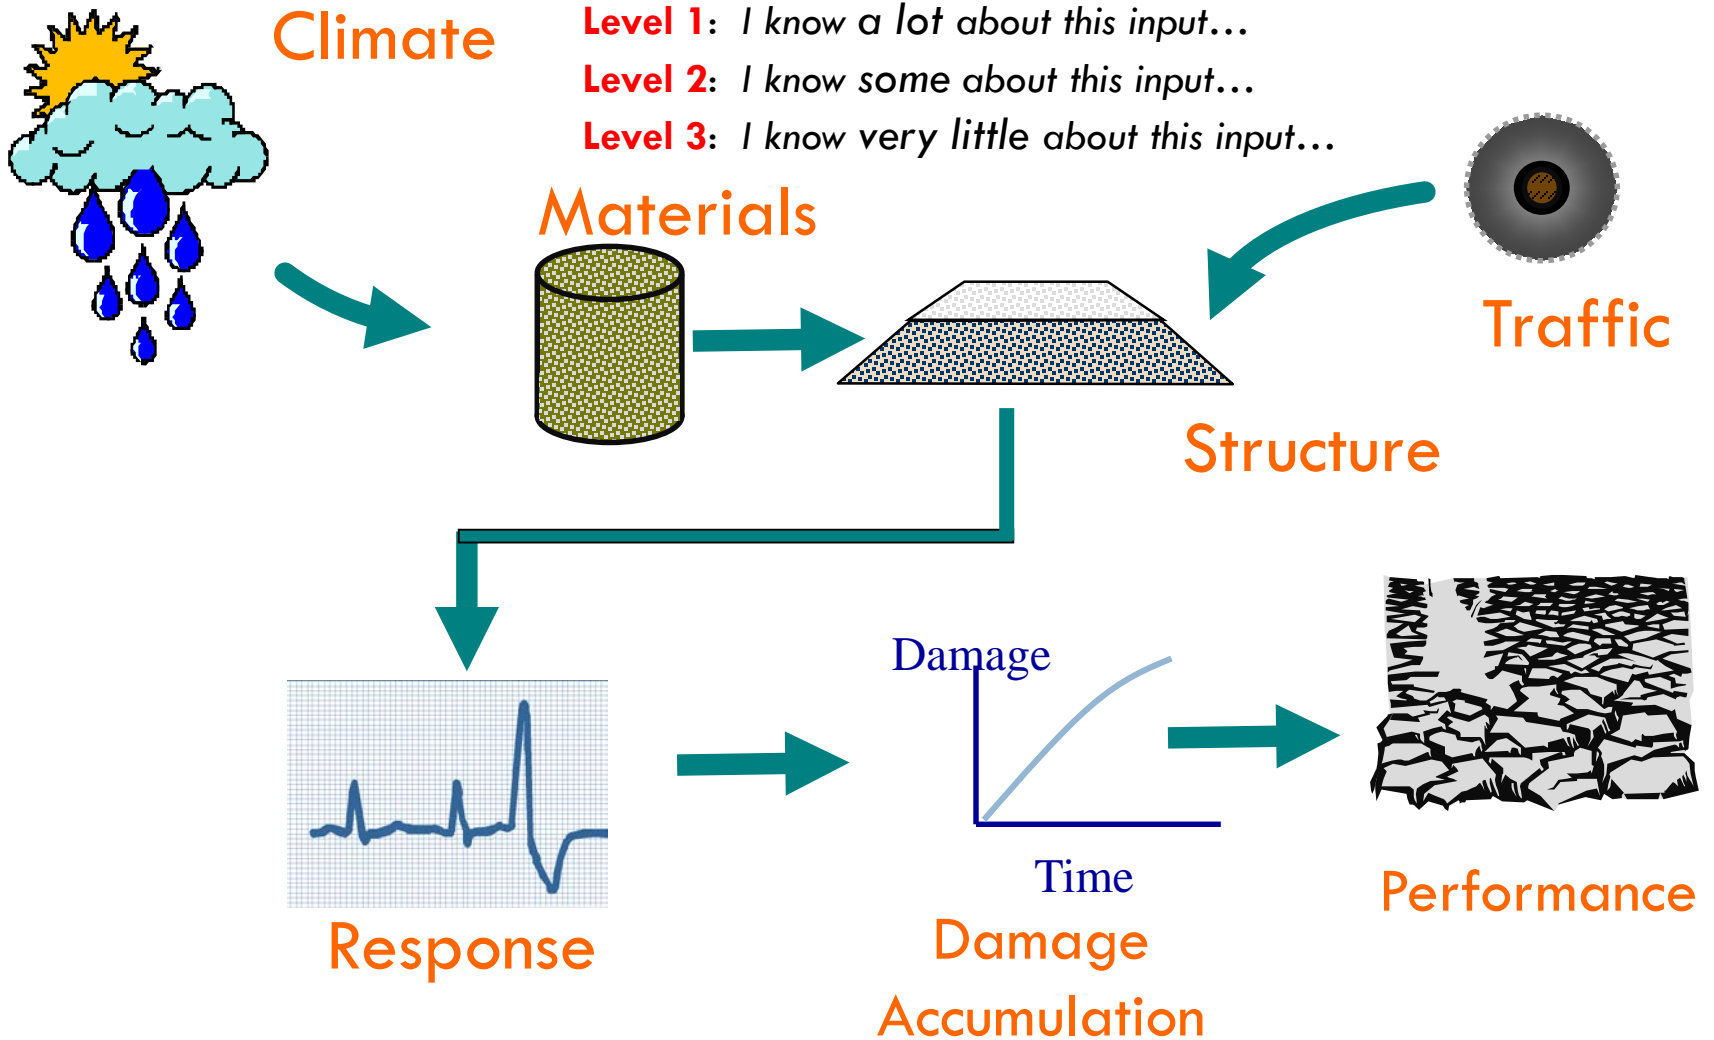 Climate
Level 1: I know a lot about this input...
Level 2: I know some about this input...
Level 3: I know very little about this input...
Materials
Traffic
Structure
Damage
Time
Response
Damage
Accumulation
Performance